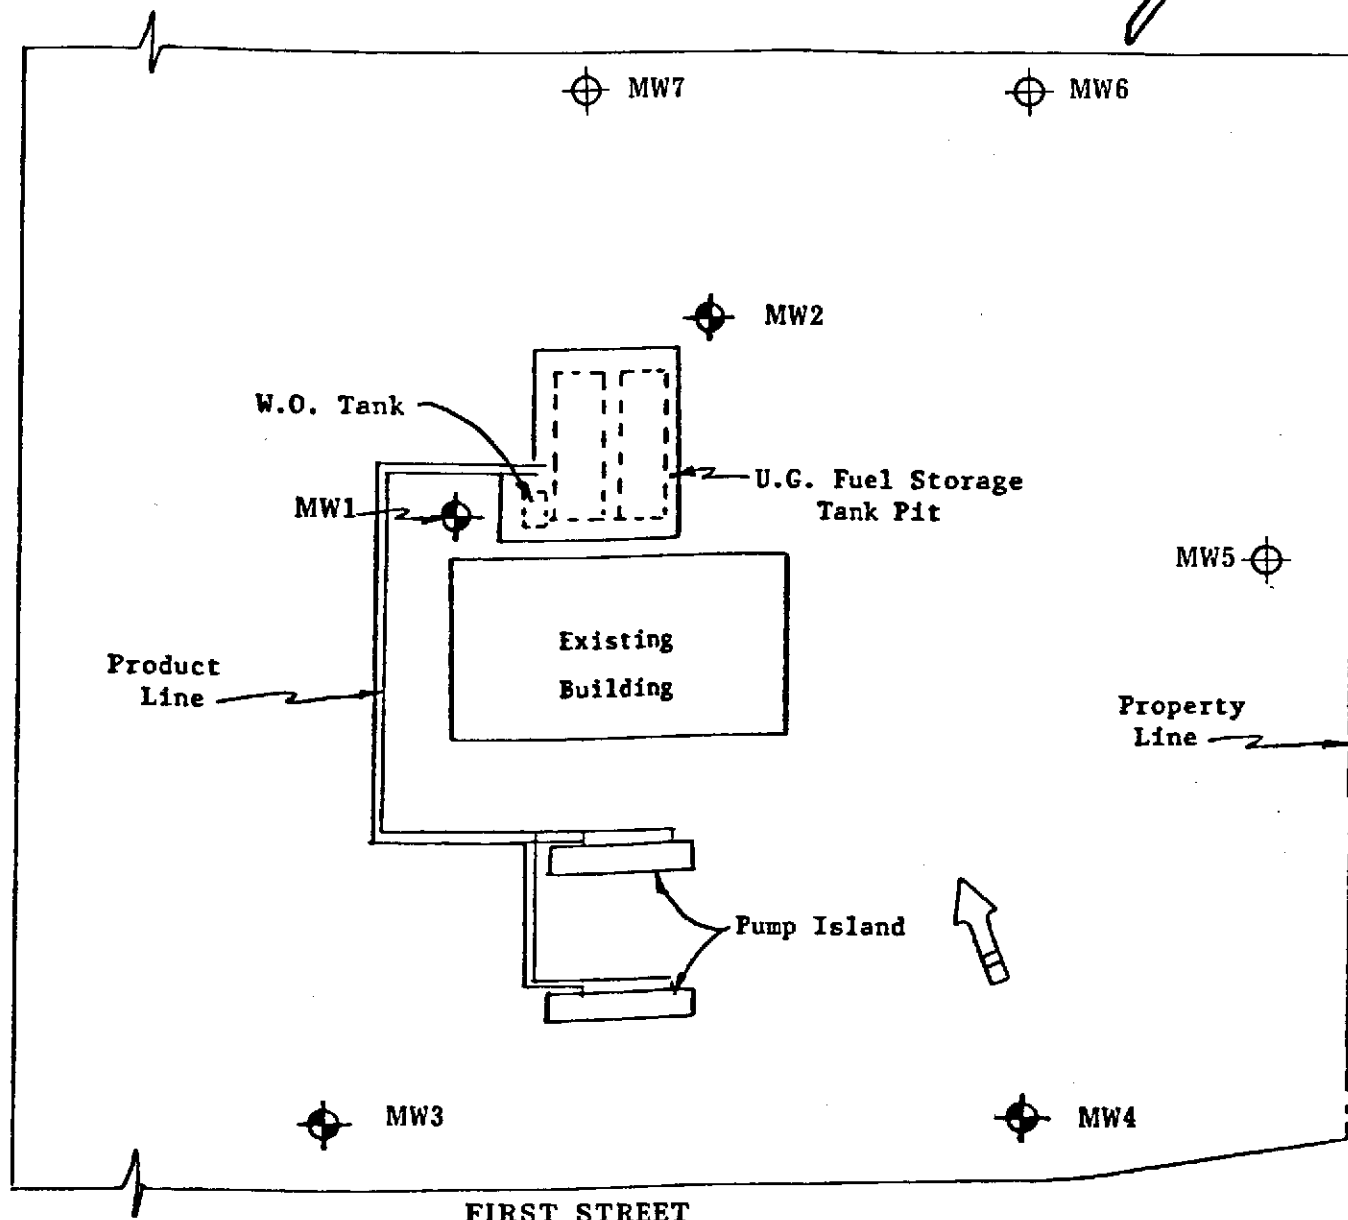 MW7
MW6
MW2
W.O. Tank
U.G. Fuel Storage
Tank Pit
MW1
MW5
Existing
Building
Product
Line
Property
Line
Pump Island
MW3
MW4
FIRST STREET